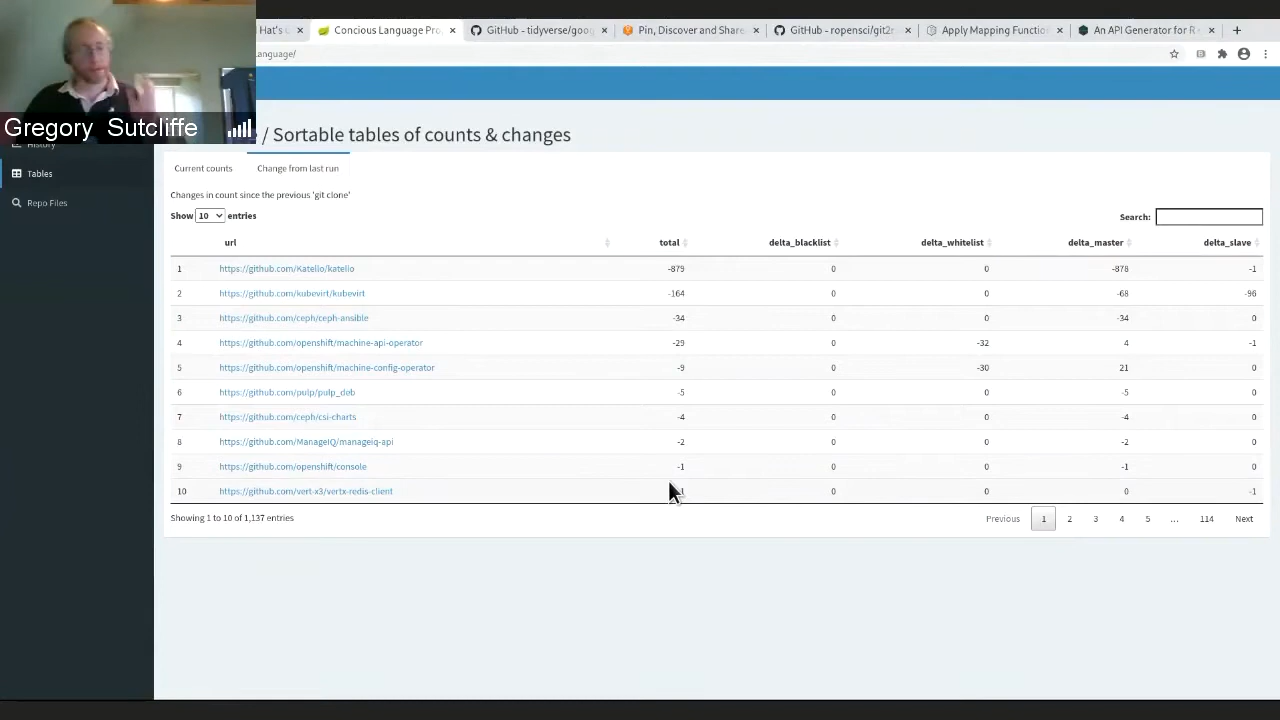 Hat's C
Concious Language Pro
GitHub - tidyverse/goog
Pin, Discover and Share
GitHub - ropensci/git2r
Apply Mapping Functio
An API Generator for R
anguage/
Gregory Sutcliffe
/ Sortable tables of counts & changes
History
Tables
Repo Files
Current counts
Change from last run
Changes in count since the previous 'git clone'
Show 10 entries
Search:
url total delta_blacklist delta_whitelist delta_master delta_slave
1 https://github.com/Katello/katello -879 0 0 -878 -1
2 https://github.com/kubevirt/kubevirt -164 0 0 -68 -96
3 https://github.com/ceph/ceph-ansible -34 0 0 -34 0
4 https://github.com/openshift/machine-api-operator -29 0 -32 4 -1
5 https://github.com/openshift/machine-config-operator -9 0 -30 21 0
6 https://github.com/pulp/pulp_deb -5 0 0 -5 0
7 https://github.com/ceph/csi-charts -4 0 0 -4 0
8 https://github.com/ManageIQ/manageiq-api -2 0 0 -2 0
9 https://github.com/openshift/console -1 0 0 -1 0
10 https://github.com/vert-x3/vertx-redis-client 0 0 0 -1
Showing 1 to 10 of 1,137 entries
Previous 1 2 3 4 5 ... 114 Next